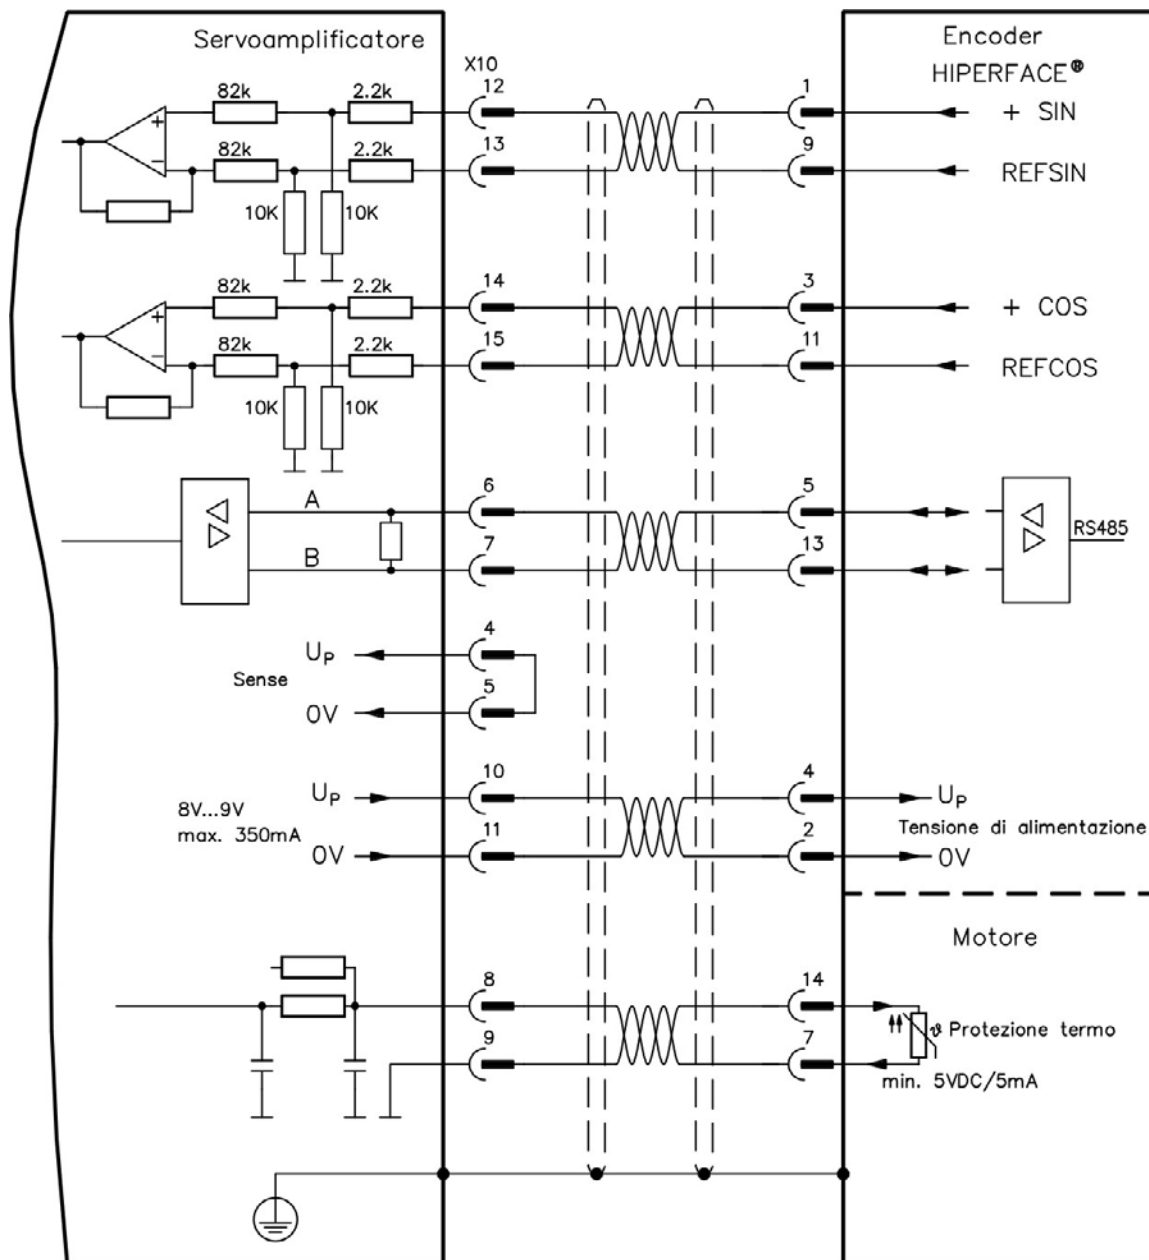 Servoamplificatore
Encoder
HIPERFACE®
X10
82k 2.2k 12 1 + SIN
+
82k 2.2k 13 9 REFSIN
−
10K 10K
82k 2.2k 14 3 + COS
+
82k 2.2k 15 11 REFCOS
−
10K 10K
A 6 5
RS485
B 7 13
UP 4
Sense
0V 5
UP 10 4 UP
8V...9V
max. 350mA
Tensione di alimentazione
0V 11 2 0V
Motore
8 14
ϑ Protezione termo
9 7
min. 5VDC/5mA